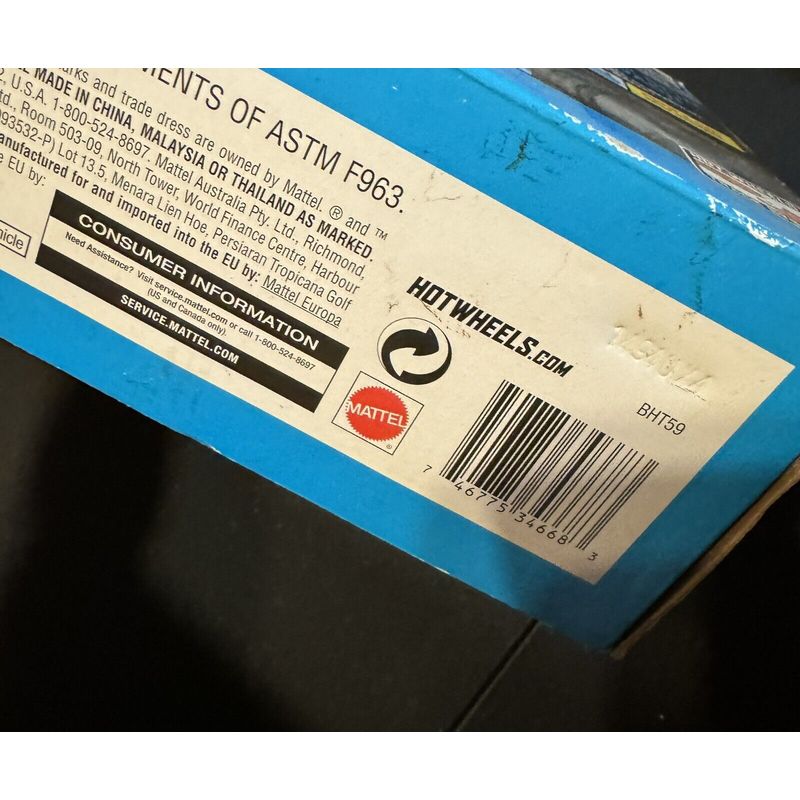 MENTS OF ASTM F963.
rks and trade dress are owned by Mattel ® and ™
U.S.A. 1-800-524-8697. Mattel Australia Pty. Ltd., Richmond,
MADE IN CHINA, MALAYSIA OR THAILAND AS MARKED.
td., Room 503-09, North Tower, World Finance Centre, Harbour
93532-P) Lot 13.5, Menara Lien Hoe, Persiaran Tropicana Golf
anufactured for and imported into the EU by: Mattel Europa
e EU by:
hicle
CONSUMER INFORMATION
Need Assistance? Visit service.mattel.com or call 1-800-524-8697
(US and Canada only).
SERVICE.MATTEL.COM
HOTWHEELS.COM
MATTEL
®
BHT59
7 46775 34668 3